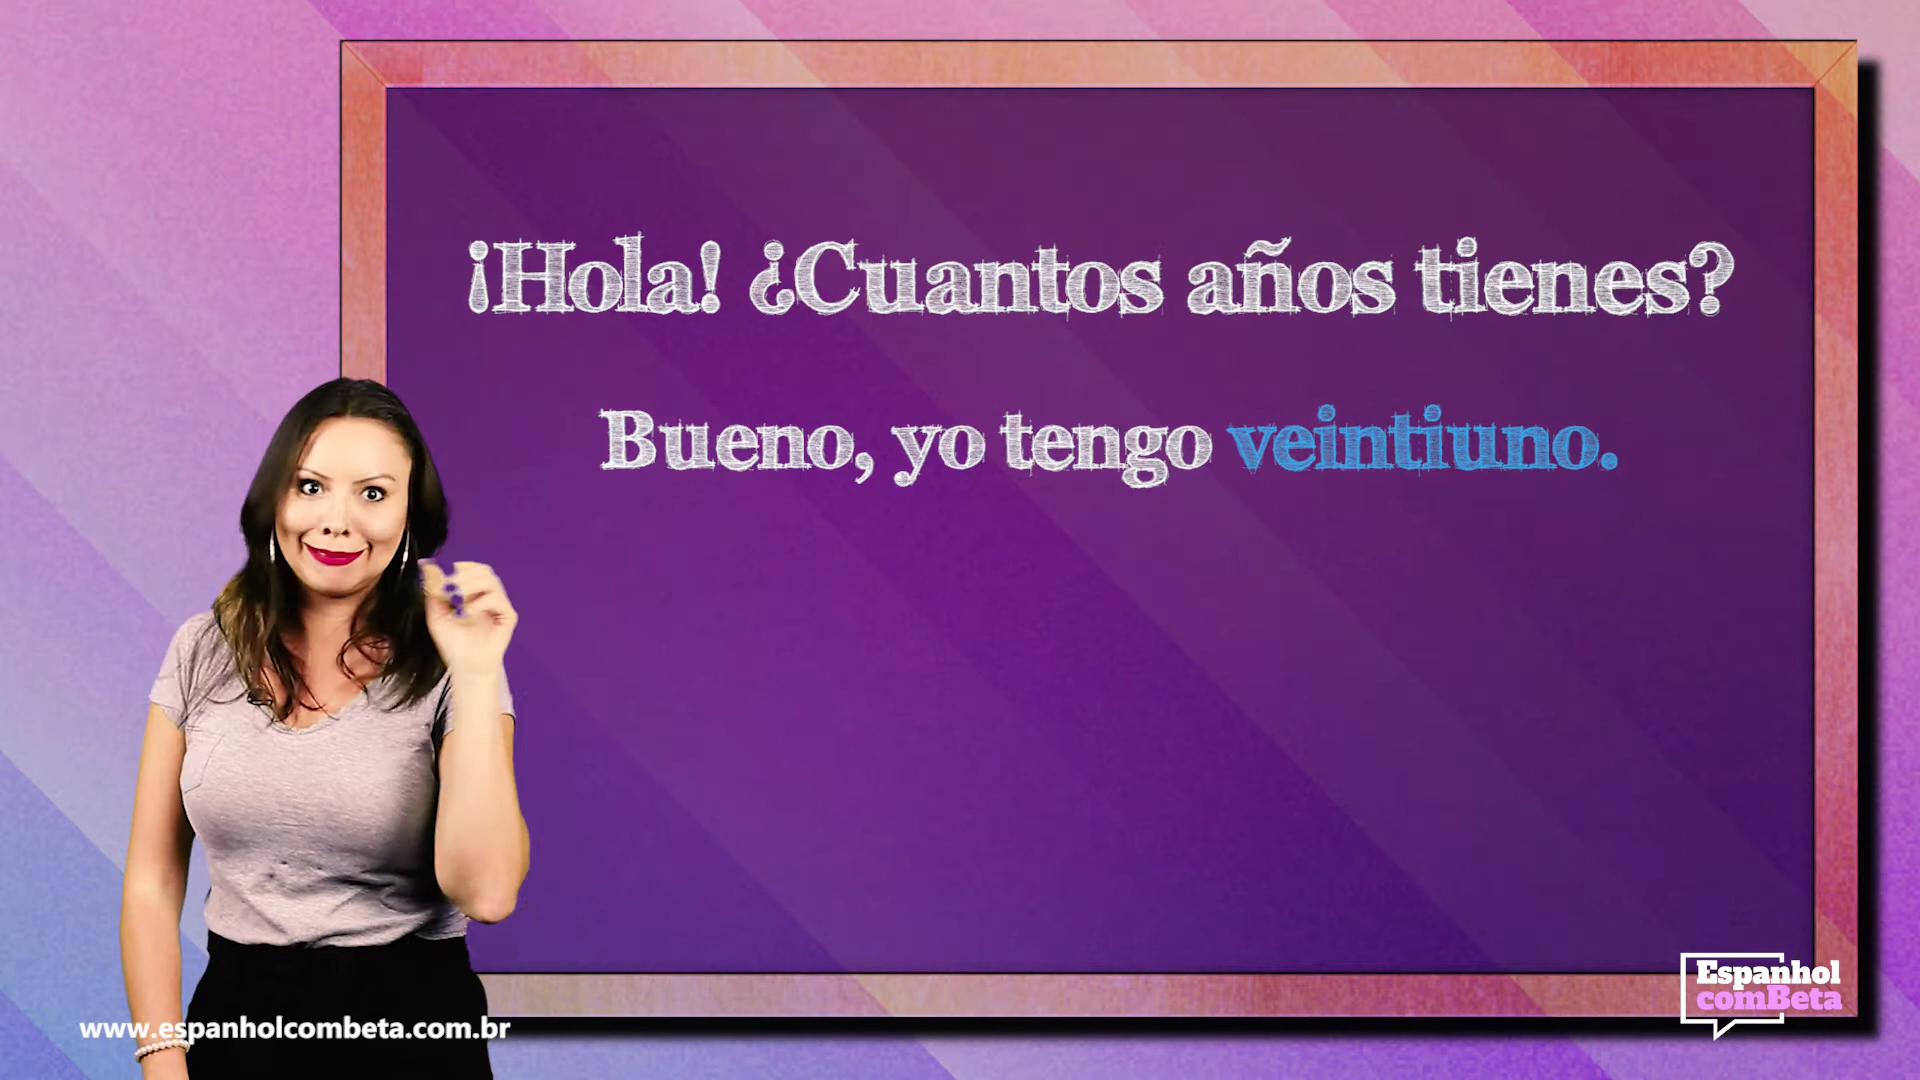 ¡Hola! ¿Cuantos años tienes?
Bueno, yo tengo veintiuno.
Espanhol
comBeta
www.espanholcombeta.com.br